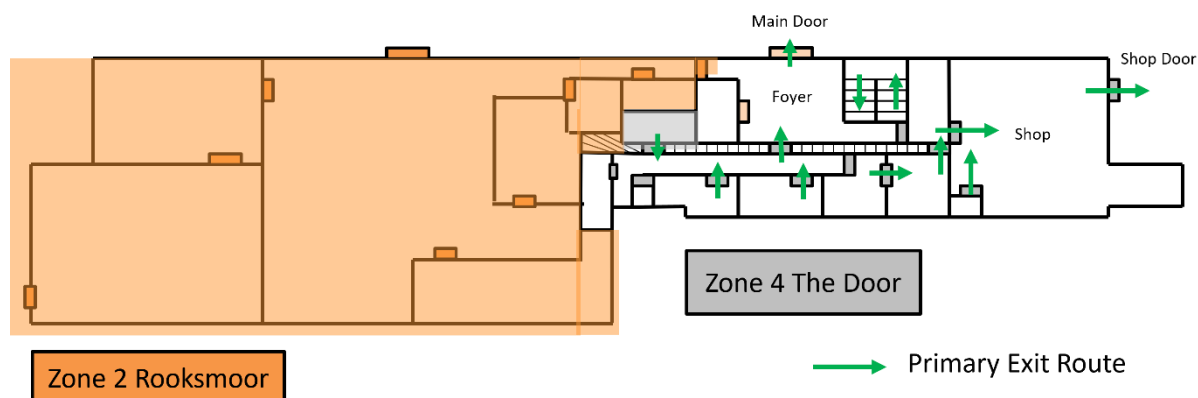 Main Door
Shop Door
Foyer
Shop
Zone 4 The Door
Zone 2 Rooksmoor
Primary Exit Route